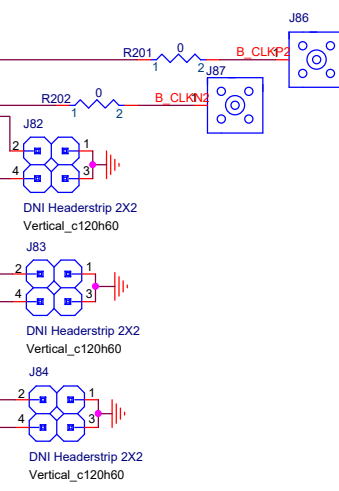 J86
R201
0
B_CLKP2
1
2
1
J87
R202
0
B_CLKN2
1
2
1
J82
2
1
4
3
DNI Headerstrip 2X2
Vertical_c120h60
J83
2
1
4
3
DNI Headerstrip 2X2
Vertical_c120h60
J84
2
1
4
3
DNI Headerstrip 2X2
Vertical_c120h60